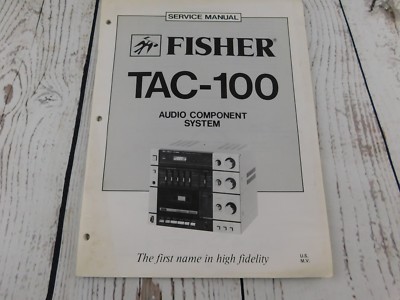 SERVICE MANUAL
FISHER®
TAC-100
AUDIO COMPONENT
SYSTEM
The first name in high fidelity
U.S.
M.V.